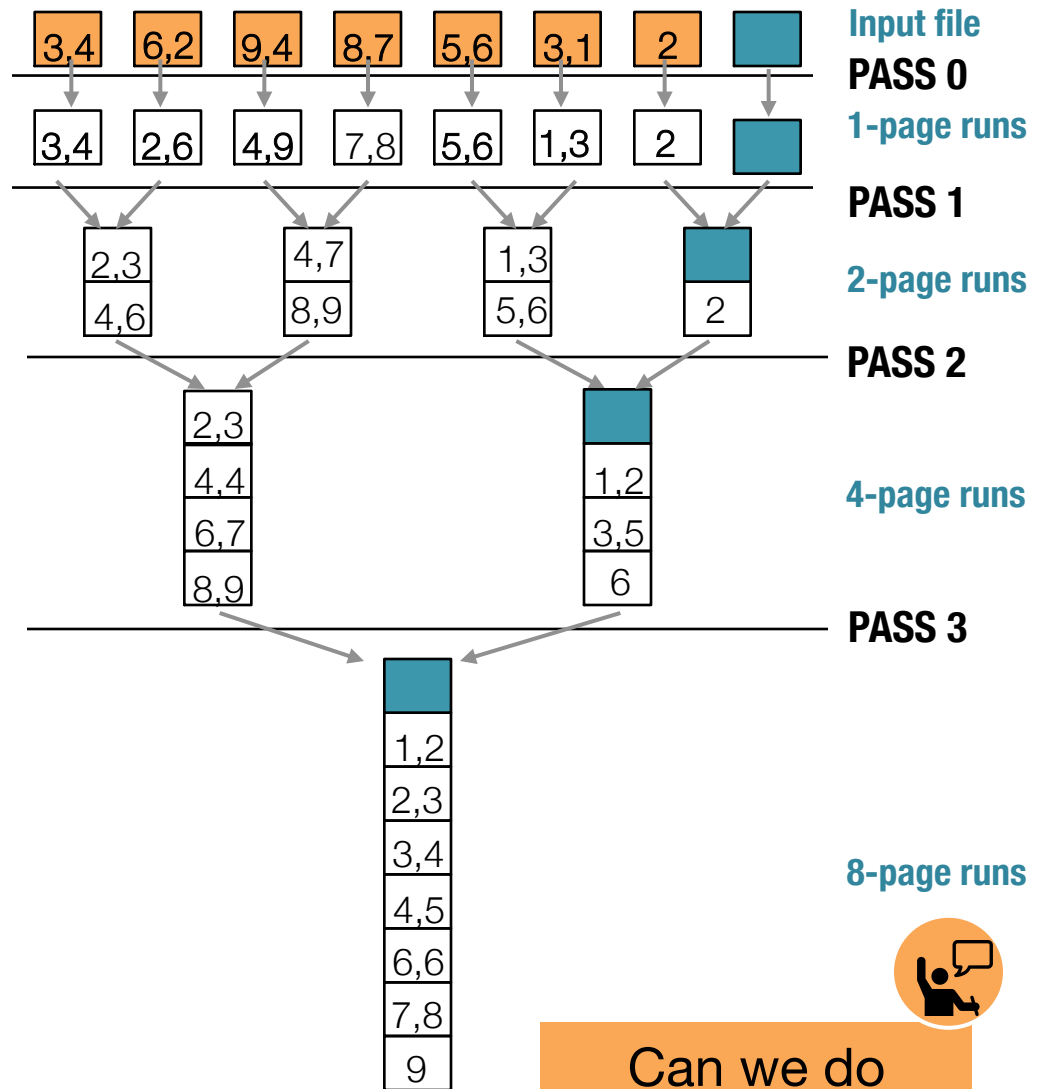 3,4 6,2 9,4 8,7 5,6 3,1 2 Input file
PASS 0
3,4 2,6 4,9 7,8 5,6 1,3 2 1-page runs
PASS 1
2,3 4,7 1,3
2-page runs
4,6 8,9 5,6 2
PASS 2
2,3
4,4 1,2
4-page runs
6,7 3,5
8,9 6
PASS 3
1,2
2,3
3,4
8-page runs
4,5
6,6
7,8
9
Can we do